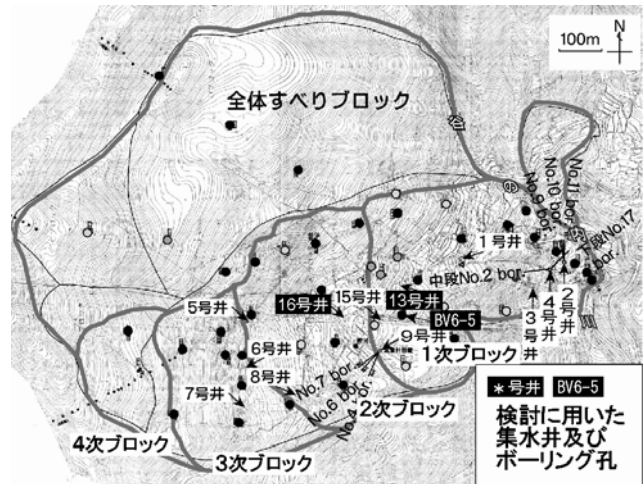 100m
N
全体すべりブロック
No.11 bor.
No.10 bor.
No.9 bor.
中段No.17 bor.
1号井
中段No.2 bor.
2号井
4号井
3号井
5号井
16号井
15号井
13号井
BV6-5
9号井
1次ブロック
6号井
8号井
7号井
No.7 bor.
No.6 bor.
No.4 bor.
2次ブロック
4次ブロック
3次ブロック
*号井 BV6-5
検討に用いた
集水井及び
ボーリング孔